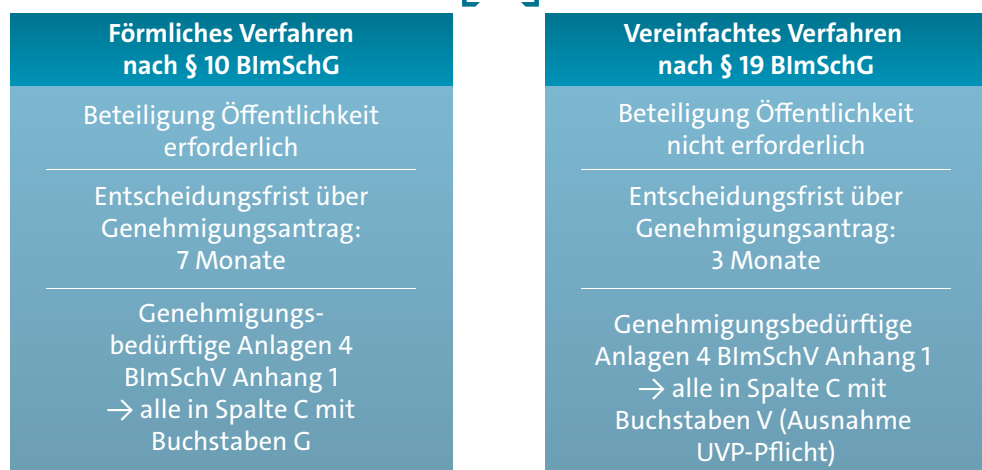 Förmliches Verfahren
nach § 10 BImSchG
Beteiligung Öffentlichkeit
erforderlich
Entscheidungsfrist über
Genehmigungsantrag:
7 Monate
Genehmigungs-
bedürftige Anlagen 4
BImSchV Anhang 1
→ alle in Spalte C mit
Buchstaben G
Vereinfachtes Verfahren
nach § 19 BImSchG
Beteiligung Öffentlichkeit
nicht erforderlich
Entscheidungsfrist über
Genehmigungsantrag:
3 Monate
Genehmigungsbedürftige
Anlagen 4 BImSchV Anhang 1
→ alle in Spalte C mit
Buchstaben V (Ausnahme
UVP-Pflicht)